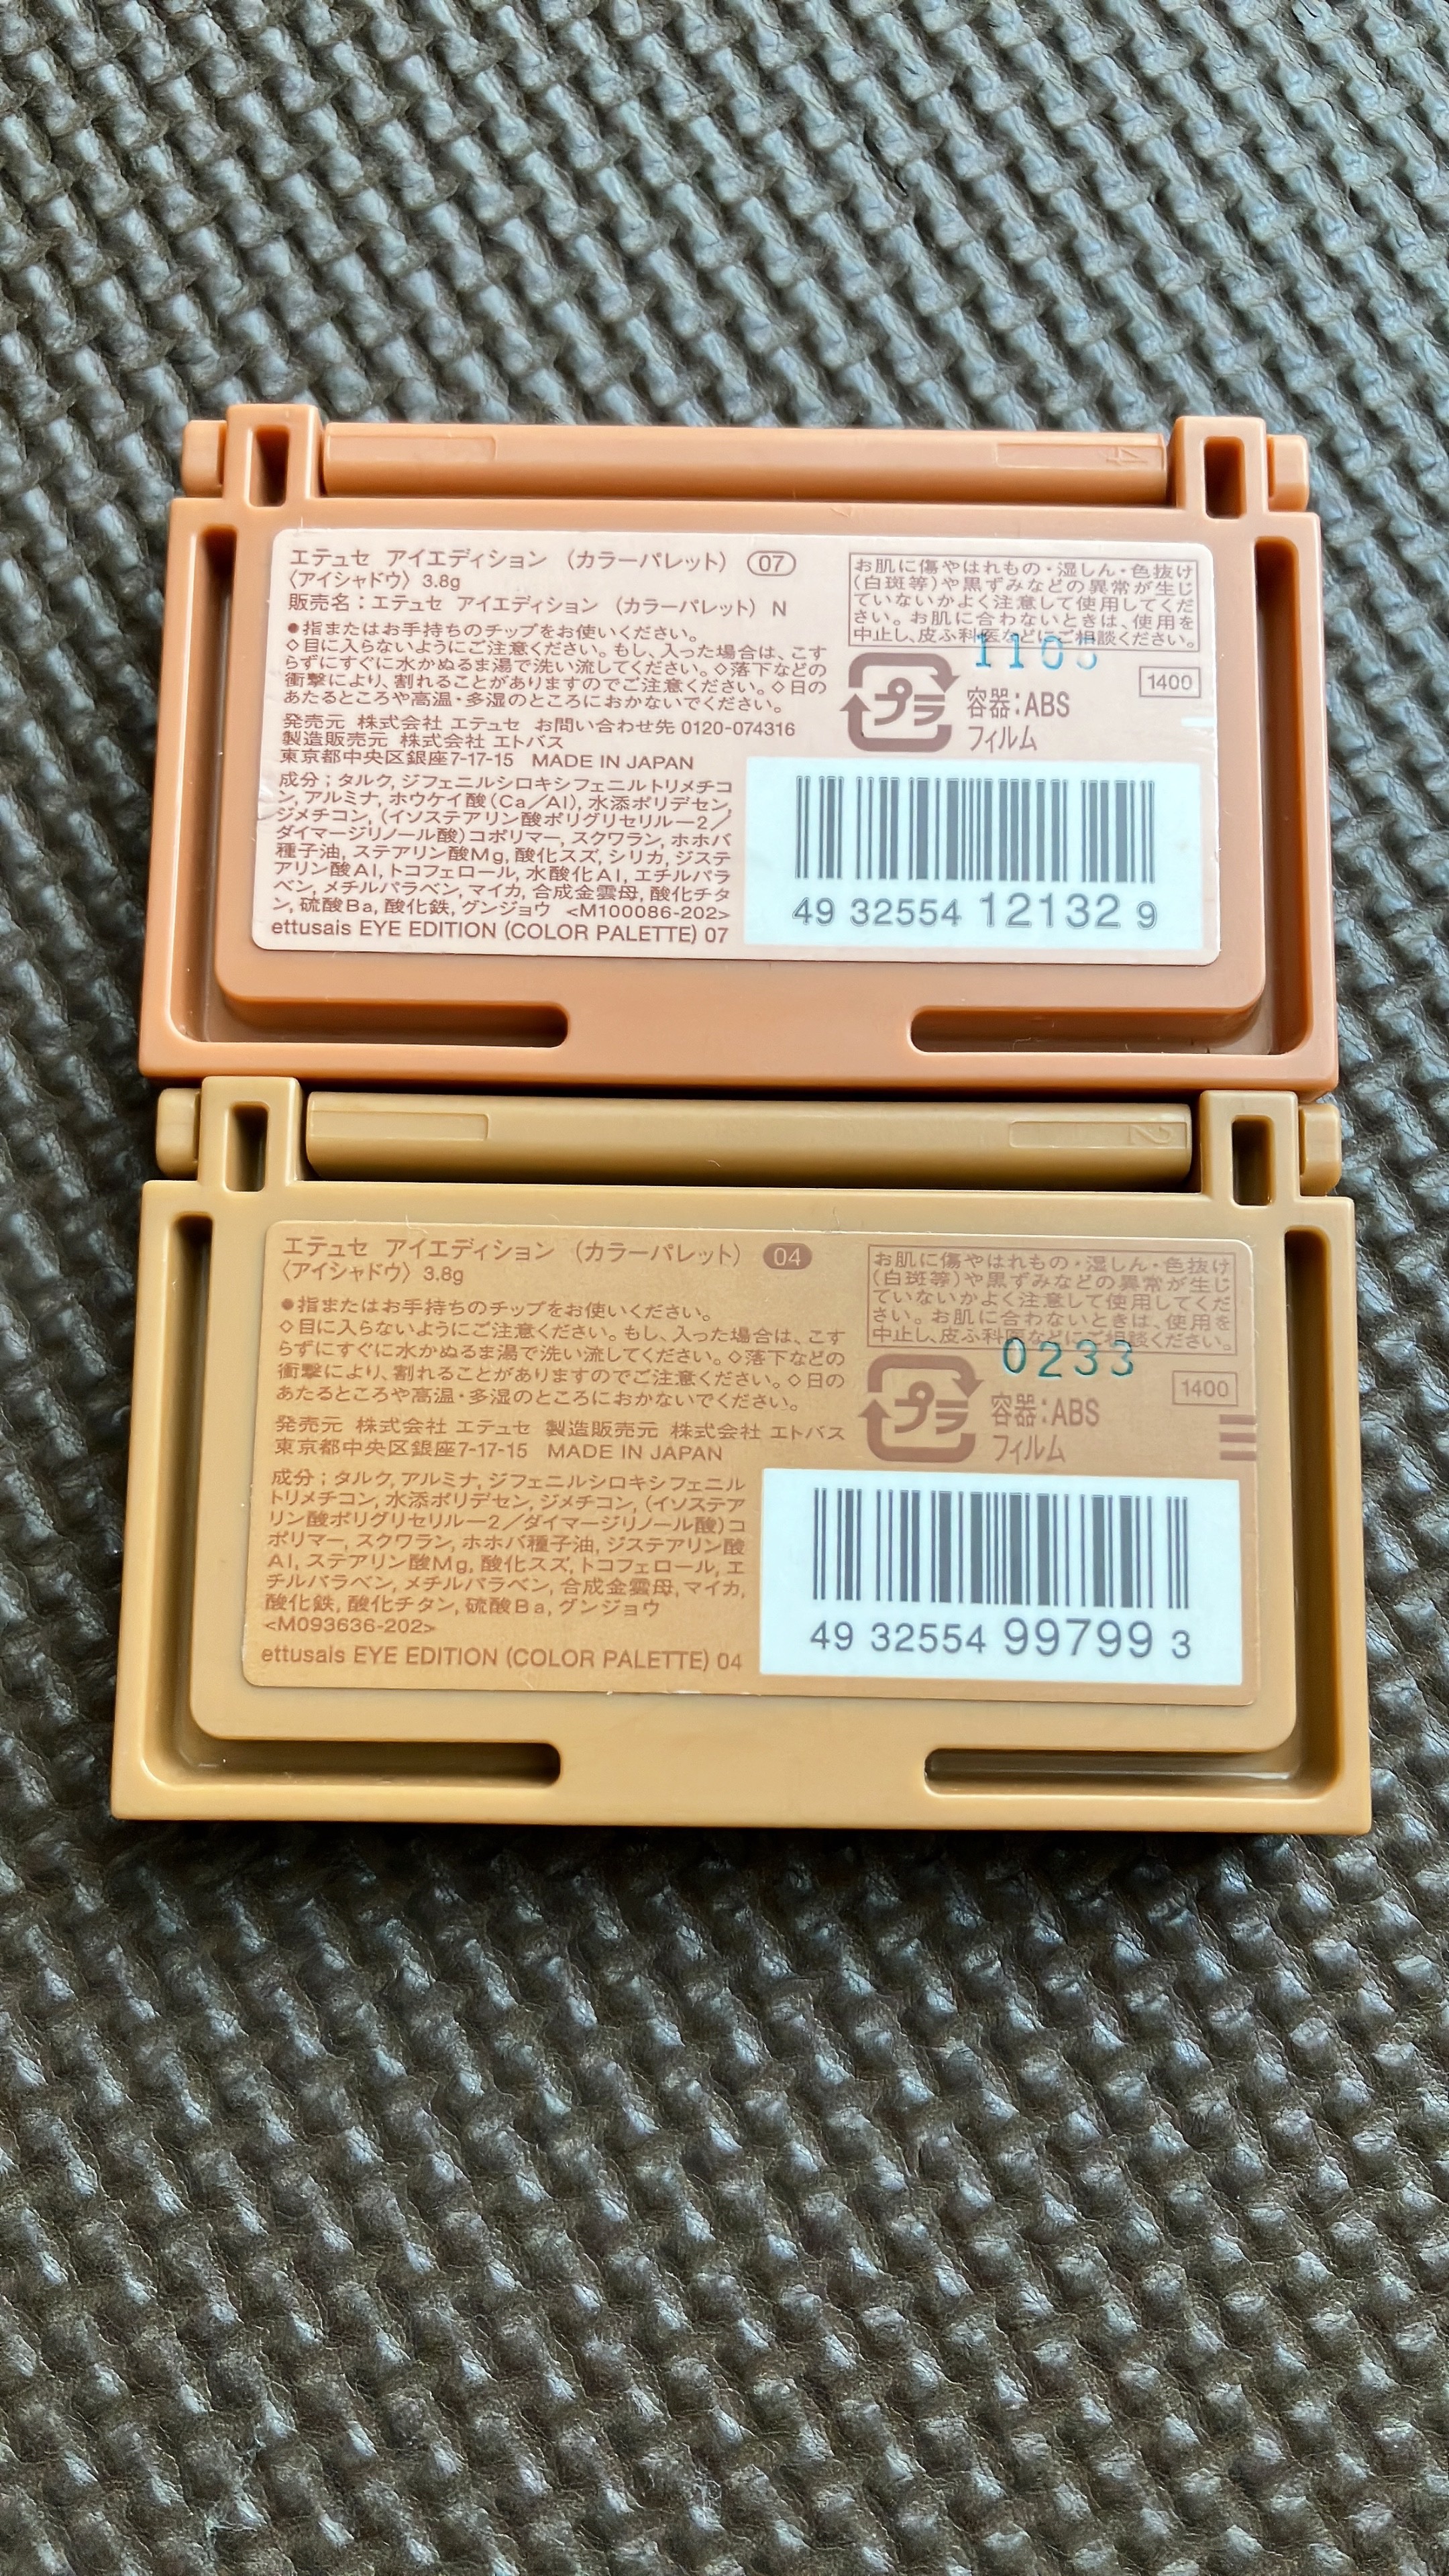 エテュセ アイエディション (カラーパレット) 07
〈アイシャドウ〉3.8g
販売名:エテュセ アイエディション (カラーパレット) N
●指またはお手持ちのチップをお使いください。
◇目に入らないようにご注意ください。もし、入った場合は、こす
らずにすぐに水かぬるま湯で洗い流してください。◇落下などの
衝撃により、割れることがありますのでご注意ください。◇日の
あたるところや高温・多湿のところにおかないでください。
発売元 株式会社 エテュセ お問い合わせ先 0120-074316
製造販売元 株式会社 エトバス
東京都中央区銀座7-17-15 MADE IN JAPAN
成分;タルク, ジフェニルシロキシフェニルトリメチコ
ン, アルミナ, ホウケイ酸(Ca/Al), 水添ポリデセン,
ジメチコン, (イソステアリン酸ポリグリセリル-2/
ダイマージリノール酸)コポリマー, スクワラン, ホホバ
種子油, ステアリン酸Mg, 酸化スズ, シリカ, ジステ
アリン酸Al, トコフェロール, 水酸化Al, エチルパラ
ベン, メチルパラベン, マイカ, 合成金雲母, 酸化チタ
ン, 硫酸Ba, 酸化鉄, グンジョウ <M100086-202>
ettusais EYE EDITION (COLOR PALETTE) 07
お肌に傷やはれもの・湿しん・色抜け
(白斑等)や黒ずみなどの異常が生じ
ていないかよく注意して使用してくだ
さい。お肌に合わないときは、使用を
中止し、皮ふ科医などにご相談ください。
プラ
容器:ABS
フィルム
1400
49 32554 12132 9
エテュセ アイエディション (カラーパレット) 04
〈アイシャドウ〉3.8g
●指またはお手持ちのチップをお使いください。
◇目に入らないようにご注意ください。もし、入った場合は、こす
らずにすぐに水かぬるま湯で洗い流してください。◇落下などの
衝撃により、割れることがありますのでご注意ください。◇日の
あたるところや高温・多湿のところにおかないでください。
発売元 株式会社 エテュセ 製造販売元 株式会社 エトバス
東京都中央区銀座7-17-15 MADE IN JAPAN
成分;タルク, アルミナ, ジフェニルシロキシフェニル
トリメチコン, 水添ポリデセン, ジメチコン, (イソステア
リン酸ポリグリセリル-2/ダイマージリノール酸)コ
ポリマー, スクワラン, ホホバ種子油, ジステアリン酸
Al, ステアリン酸Mg, 酸化スズ, トコフェロール, エ
チルパラベン, メチルパラベン, 合成金雲母, マイカ,
酸化鉄, 酸化チタン, 硫酸Ba, グンジョウ
<M093636-202>
ettusais EYE EDITION (COLOR PALETTE) 04
お肌に傷やはれもの・湿しん・色抜け
(白斑等)や黒ずみなどの異常が生じ
ていないかよく注意して使用してくだ
さい。お肌に合わないときは、使用を
中止し、皮ふ科医などにご相談ください。
0233
プラ
容器:ABS
フィルム
1400
49 32554 99799 3